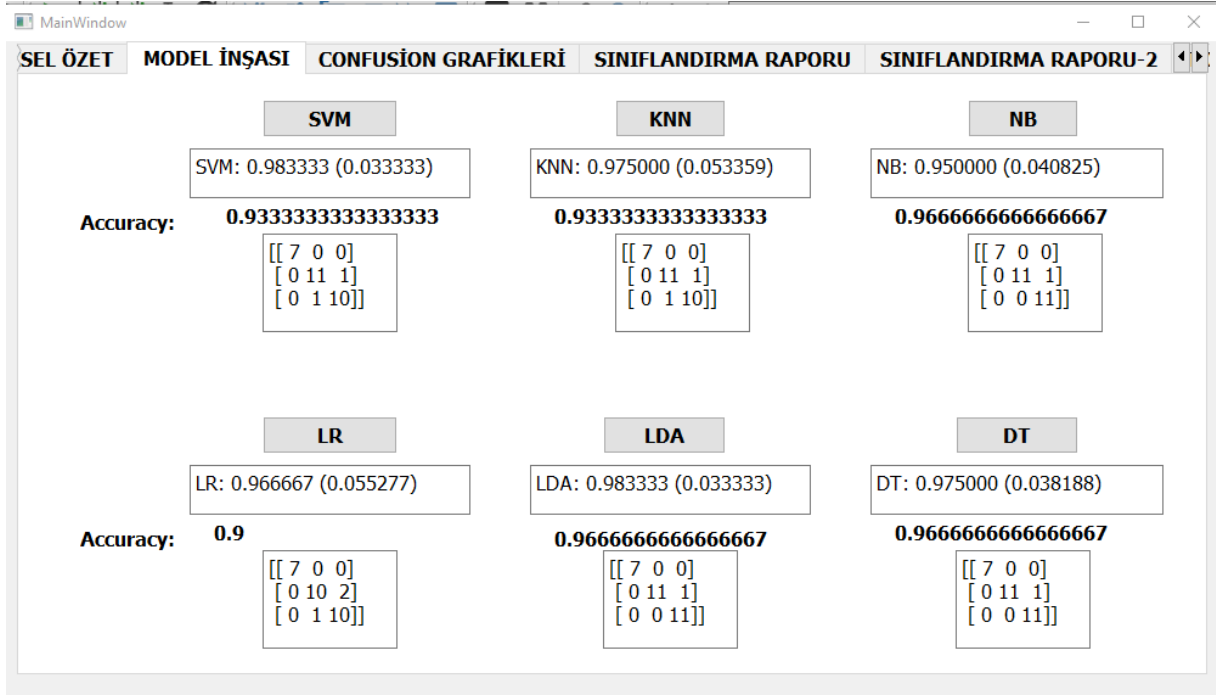 MainWindow
SEL ÖZET MODEL İNŞASI CONFUSİON GRAFİKLERİ SINIFLANDIRMA RAPORU SINIFLANDIRMA RAPORU-2
SVM KNN NB
SVM: 0.983333 (0.033333) KNN: 0.975000 (0.053359) NB: 0.950000 (0.040825)
Accuracy: 0.9333333333333333 0.9333333333333333 0.9666666666666667
[[ 7 0 0] [[ 7 0 0] [[ 7 0 0]
[ 0 11 1] [ 0 11 1] [ 0 11 1]
[ 0 1 10]] [ 0 1 10]] [ 0 0 11]]
LR LDA DT
LR: 0.966667 (0.055277) LDA: 0.983333 (0.033333) DT: 0.975000 (0.038188)
Accuracy: 0.9 0.9666666666666667 0.9666666666666667
[[ 7 0 0] [[ 7 0 0] [[ 7 0 0]
[ 0 10 2] [ 0 11 1] [ 0 11 1]
[ 0 1 10]] [ 0 0 11]] [ 0 0 11]]